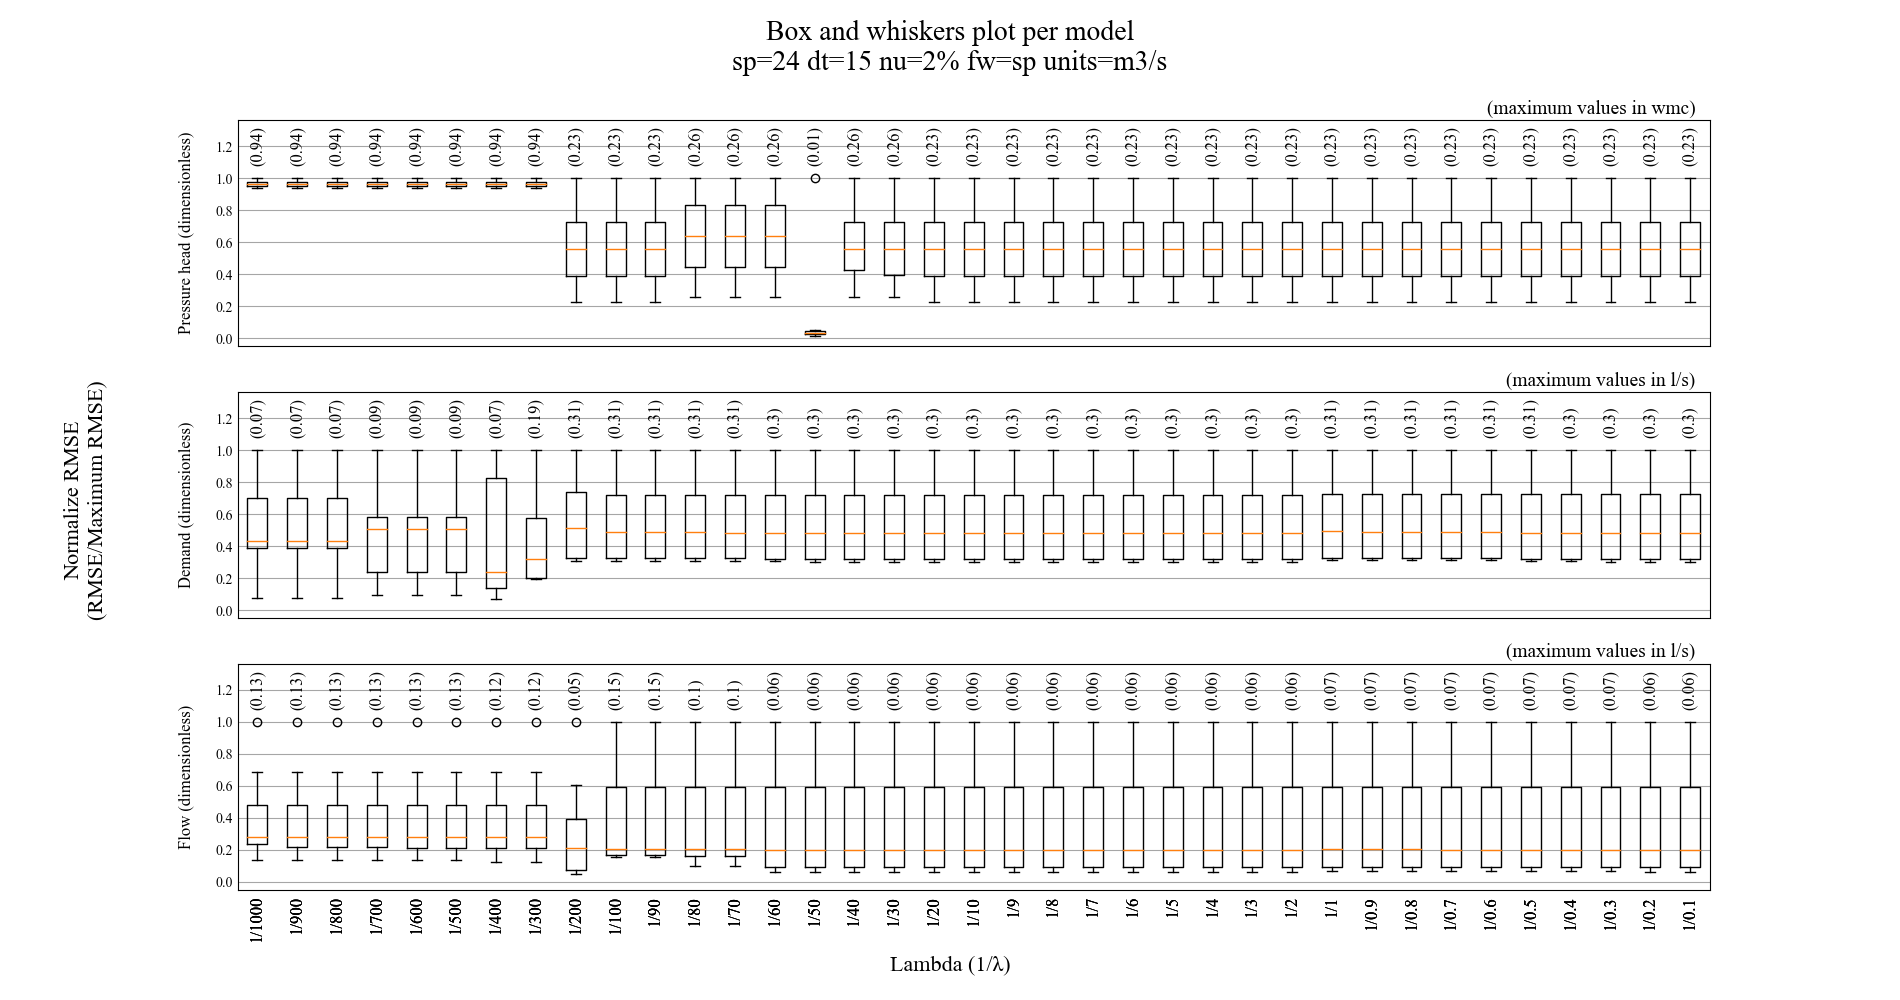 Box and whiskers plot per model
sp=24 dt=15 nu=2% fw=sp units=m3/s
(maximum values in wmc)
(0.94) (0.94) (0.94) (0.94) (0.94) (0.94) (0.94) (0.94) (0.23) (0.23) (0.23) (0.26) (0.26) (0.26) (0.01) (0.26) (0.26) (0.23) (0.23) (0.23) (0.23) (0.23) (0.23) (0.23) (0.23) (0.23) (0.23) (0.23) (0.23) (0.23) (0.23) (0.23) (0.23) (0.23) (0.23) (0.23) (0.23)
1.2
1.0
0.8
0.6
0.4
0.2
0.0
Pressure head (dimensionless)
(maximum values in l/s)
(0.07) (0.07) (0.07) (0.09) (0.09) (0.09) (0.07) (0.19) (0.31) (0.31) (0.31) (0.31) (0.31) (0.3) (0.3) (0.3) (0.3) (0.3) (0.3) (0.3) (0.3) (0.3) (0.3) (0.3) (0.3) (0.3) (0.3) (0.31) (0.31) (0.31) (0.31) (0.31) (0.31) (0.3) (0.3) (0.3) (0.3)
1.2
1.0
0.8
0.6
0.4
0.2
0.0
Demand (dimensionless)
Normalize RMSE
(RMSE/Maximum RMSE)
(maximum values in l/s)
(0.13) (0.13) (0.13) (0.13) (0.13) (0.13) (0.12) (0.12) (0.05) (0.15) (0.15) (0.1) (0.1) (0.06) (0.06) (0.06) (0.06) (0.06) (0.06) (0.06) (0.06) (0.06) (0.06) (0.06) (0.06) (0.06) (0.06) (0.07) (0.07) (0.07) (0.07) (0.07) (0.07) (0.07) (0.07) (0.06) (0.06)
1.2
1.0
0.8
0.6
0.4
0.2
0.0
Flow (dimensionless)
1/1000 1/900 1/800 1/700 1/600 1/500 1/400 1/300 1/200 1/100 1/90 1/80 1/70 1/60 1/50 1/40 1/30 1/20 1/10 1/9 1/8 1/7 1/6 1/5 1/4 1/3 1/2 1/1 1/0.9 1/0.8 1/0.7 1/0.6 1/0.5 1/0.4 1/0.3 1/0.2 1/0.1
Lambda (1/λ)